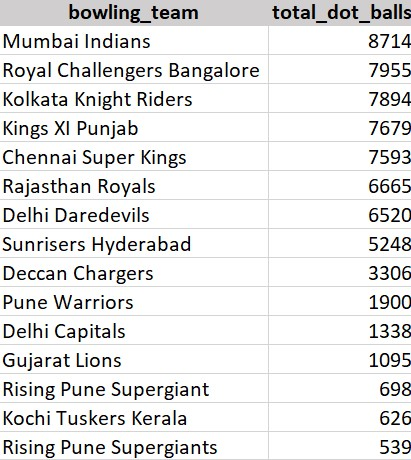 bowling_team total_dot_balls
Mumbai Indians 8714
Royal Challengers Bangalore 7955
Kolkata Knight Riders 7894
Kings XI Punjab 7679
Chennai Super Kings 7593
Rajasthan Royals 6665
Delhi Daredevils 6520
Sunrisers Hyderabad 5248
Deccan Chargers 3306
Pune Warriors 1900
Delhi Capitals 1338
Gujarat Lions 1095
Rising Pune Supergiant 698
Kochi Tuskers Kerala 626
Rising Pune Supergiants 539